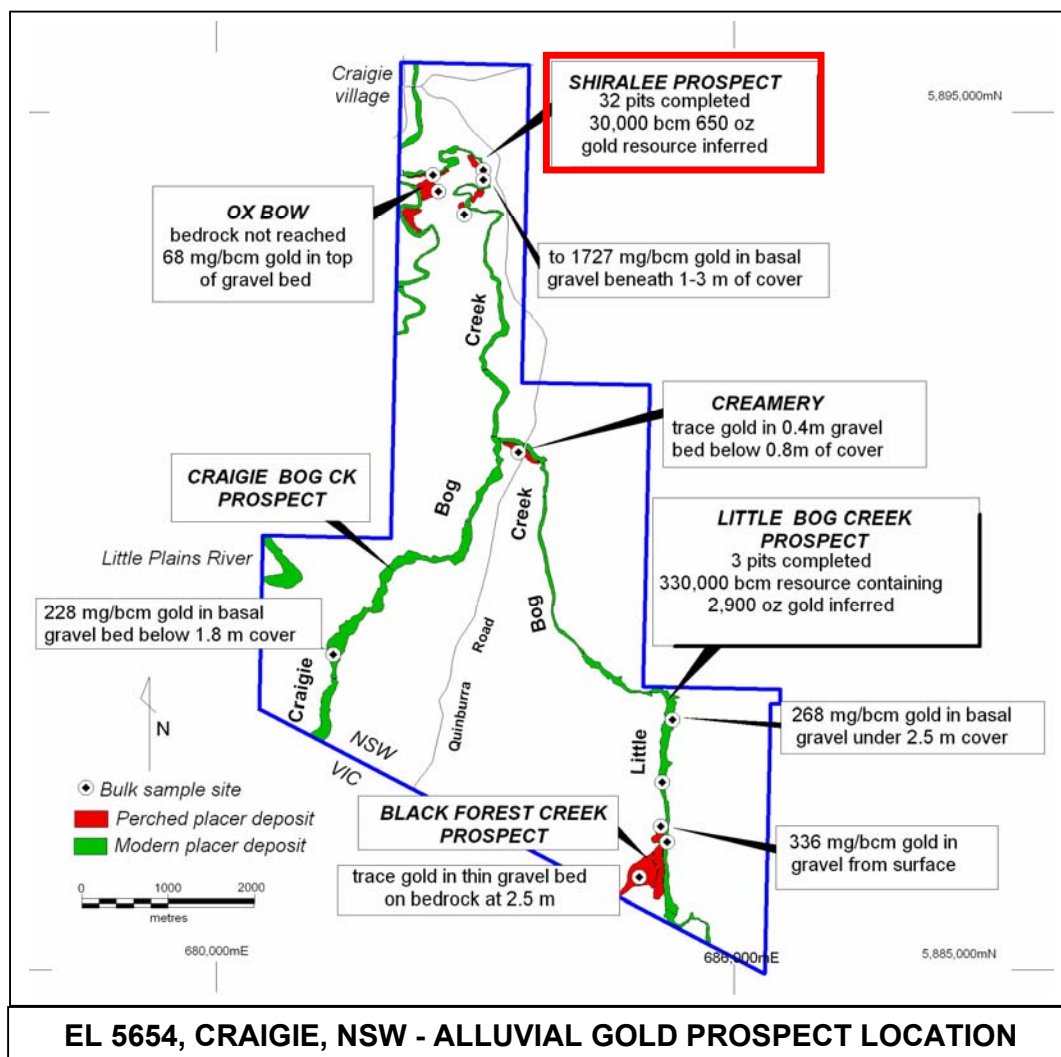 Craigie
village
SHIRALEE PROSPECT
32 pits completed
30,000 bcm 650 oz
gold resource inferred
5,895,000mN
OX BOW
bedrock not reached
68 mg/bcm gold in top
of gravel bed
to 1727 mg/bcm gold in basal
gravel beneath 1-3 m of cover
Creek
CREAMERY
trace gold in 0.4m gravel
bed below 0.8m of cover
CRAIGIE BOG CK
PROSPECT
Bog
Creek
LITTLE BOG CREEK
PROSPECT
3 pits completed
330,000 bcm resource containing
2,900 oz gold inferred
Little Plains River
228 mg/bcm gold in basal
gravel bed below 1.8 m cover
Bog
Road
Craigie
Quinburra
N
NSW
VIC
Little
268 mg/bcm gold in basal
gravel under 2.5 m cover
Bulk sample site
Perched placer deposit
Modern placer deposit
BLACK FOREST CREEK
PROSPECT
336 mg/bcm gold in
gravel from surface
trace gold in thin gravel bed
on bedrock at 2.5 m
0 1000 2000
metres
680,000mE
686,000mE
5,885,000mN
EL 5654, CRAIGIE, NSW - ALLUVIAL GOLD PROSPECT LOCATION